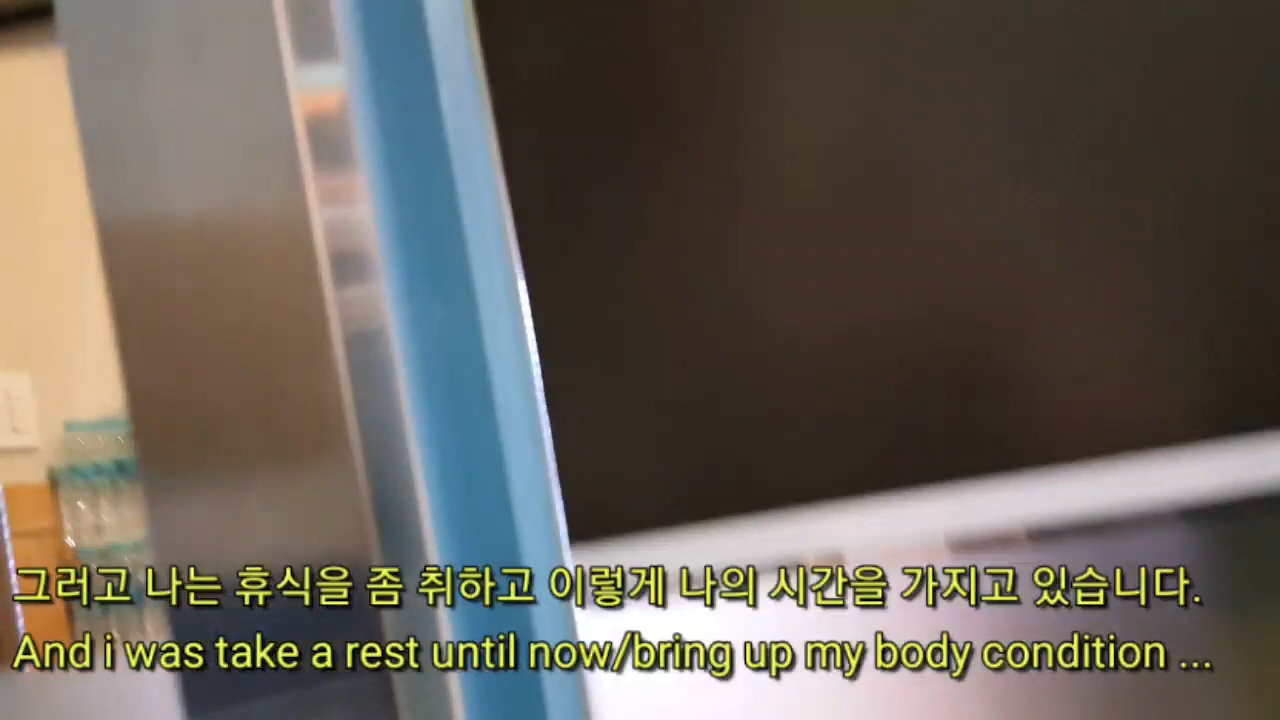 그러고 나는 휴식을 좀 취하고 이렇게 나의 시간을 가지고 있습니다.
And i was take a rest until now/bring up my body condition ...